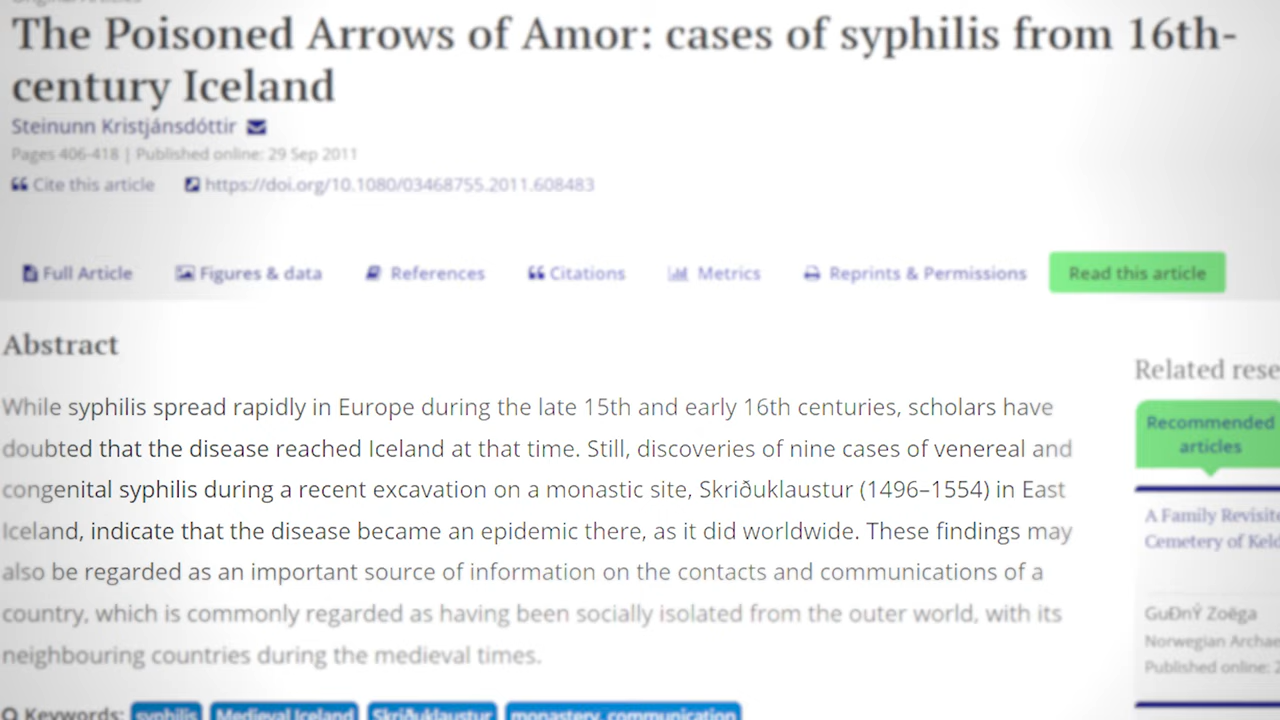 Original Articles
The Poisoned Arrows of Amor: cases of syphilis from 16th-
century Iceland
Steinunn Kristjánsdóttir
Pages 406-418 | Published online: 29 Sep 2011
Cite this article https://doi.org/10.1080/03468755.2011.608483
Full Article Figures & data References Citations Metrics Reprints & Permissions Read this article
Abstract
While syphilis spread rapidly in Europe during the late 15th and early 16th centuries, scholars have
doubted that the disease reached Iceland at that time. Still, discoveries of nine cases of venereal and
congenital syphilis during a recent excavation on a monastic site, Skriðuklaustur (1496–1554) in East
Iceland, indicate that the disease became an epidemic there, as it did worldwide. These findings may
also be regarded as an important source of information on the contacts and communications of a
country, which is commonly regarded as having been socially isolated from the outer world, with its
neighbouring countries during the medieval times.
Keywords: syphilis Medieval Iceland Skriðuklaustur monastery, communication
Related rese
Recommended
articles
A Family Revisite
Cemetery of Keld
GuÐnÝ Zoëga
Norwegian Archae
Published online: 2